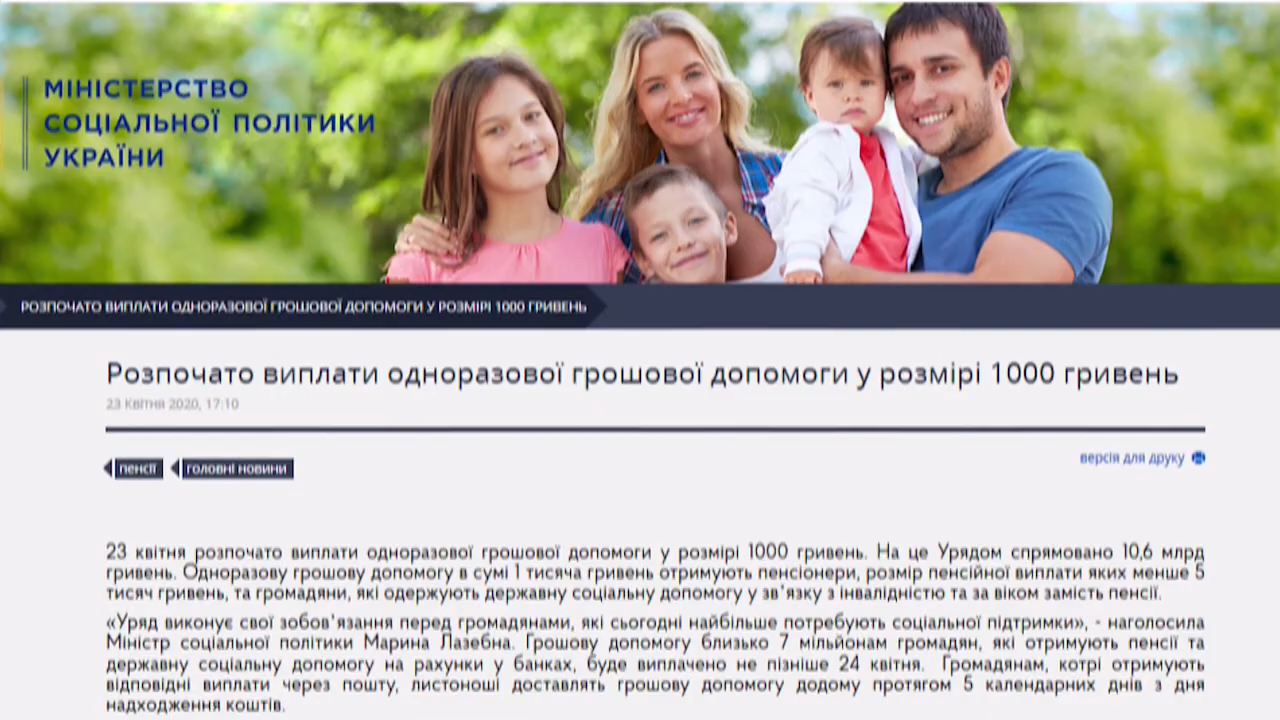 МІНІСТЕРСТВО
СОЦІАЛЬНОЇ ПОЛІТИКИ
УКРАЇНИ
РОЗПОЧАТО ВИПЛАТИ ОДНОРАЗОВОЇ ГРОШОВОЇ ДОПОМОГИ У РОЗМІРІ 1000 ГРИВЕНЬ
Розпочато виплати одноразової грошової допомоги у розмірі 1000 гривень
23 Квітня 2020, 17:10
версія для друку
пенсії головні новини
23 квітня розпочато виплати одноразової грошової допомоги у розмірі 1000 гривень. На це Урядом спрямовано 10,6 млрд
гривень. Одноразову грошову допомогу в сумі 1 тисяча гривень отримують пенсіонери, розмір пенсійної виплати яких менше 5
тисяч гривень, та громадяни, які одержують державну соціальну допомогу у зв’язку з інвалідністю та за віком замість пенсії.
«Уряд виконує свої зобов’язання перед громадянами, які сьогодні найбільше потребують соціальної підтримки», - наголосила
Міністр соціальної політики Марина Лазебна. Грошову допомогу близько 7 мільйонам громадян, які отримують пенсії та
державну соціальну допомогу на рахунки у банках, буде виплачено не пізніше 24 квітня. Громадянам, котрі отримують
відповідні виплати через пошту, листоноші доставлять грошову допомогу додому протягом 5 календарних днів з дня
надходження коштів.